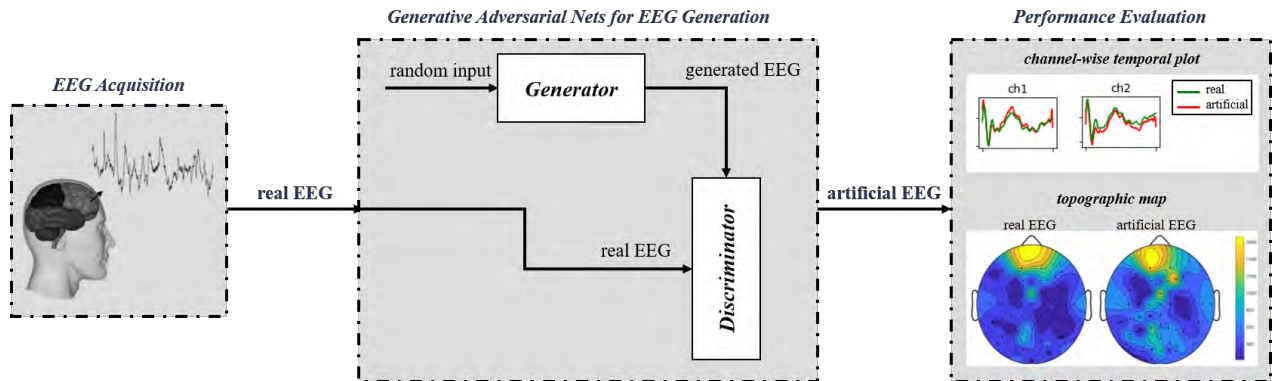 Generative Adversarial Nets for EEG Generation
Performance Evaluation
EEG Acquisition
random input
Generator
generated EEG
real EEG
real EEG
Discriminator
artificial EEG
channel-wise temporal plot
ch1
ch2
real
artificial
topographic map
real EEG
artificial EEG